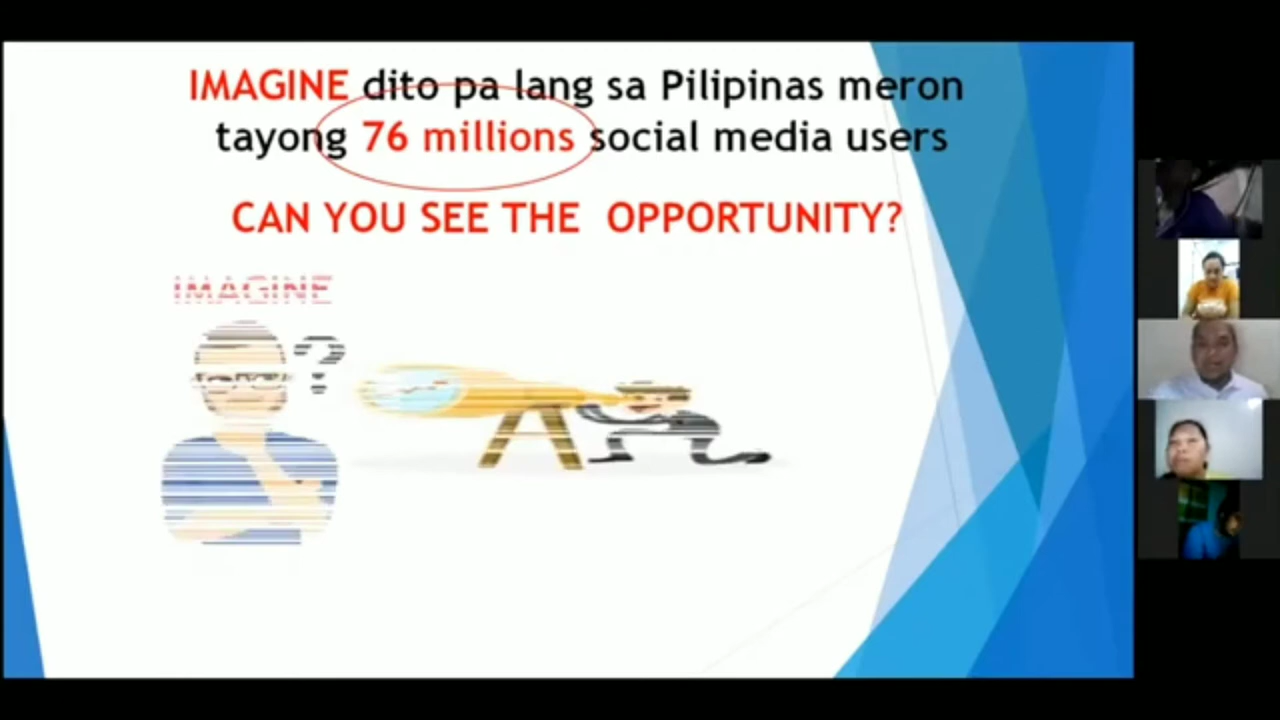 IMAGINE dito pa lang sa Pilipinas meron
tayong 76 millions social media users
CAN YOU SEE THE OPPORTUNITY?
IMAGINE
?